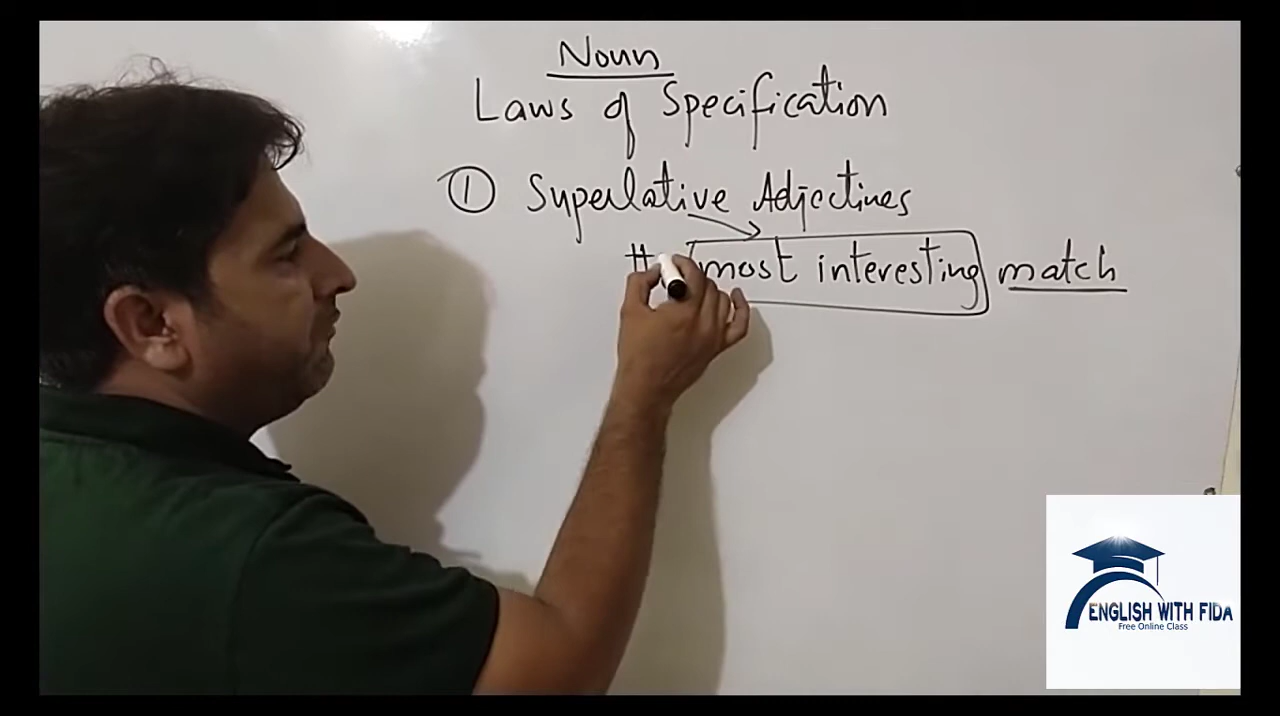 Noun
Laws of Specification
① Superlative Adjectives
most interesting match
ENGLISH WITH FIDA
Free Online Class